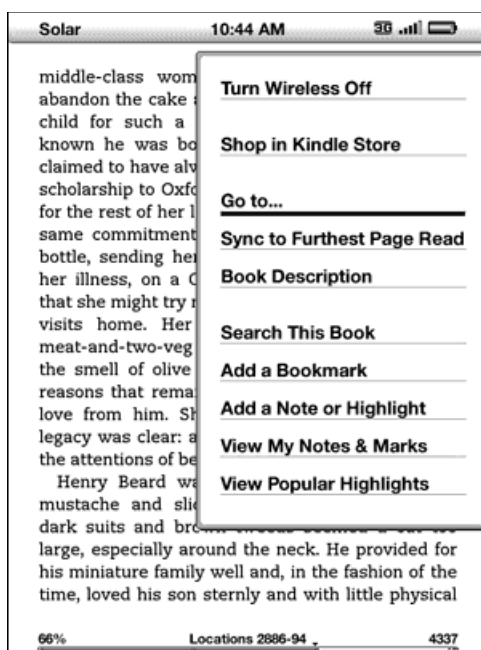 Solar 10:44 AM 3G
middle-class wom
abandon the cake
child for such a
known he was bo
claimed to have alv
scholarship to Oxfo
for the rest of her l
same commitment
bottle, sending her
her illness, on a
that she might try
visits home. Her
meat-and-two-veg
the smell of olive
reasons that rema
love from him. Sh
legacy was clear: a
the attentions of be
Henry Beard wa
mustache and slic
dark suits and
large, especially around the neck. He provided for
his miniature family well and, in the fashion of the
time, loved his son sternly and with little physical
Turn Wireless Off
Shop in Kindle Store
Go to...
Sync to Furthest Page Read
Book Description
Search This Book
Add a Bookmark
Add a Note or Highlight
View My Notes & Marks
View Popular Highlights
66% Locations 2886-94 4337